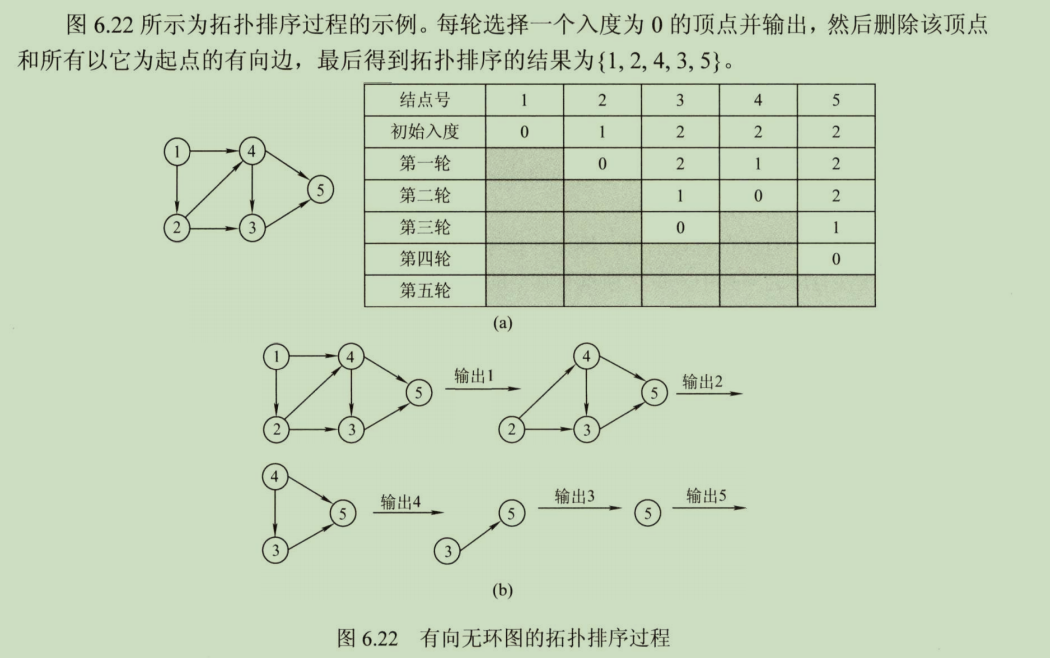 图 6.22 所示为拓扑排序过程的示例。每轮选择一个入度为 0 的顶点并输出，然后删除该顶点
和所有以它为起点的有向边，最后得到拓扑排序的结果为{1, 2, 4, 3, 5}。
结点号 1 2 3 4 5
初始入度 0 1 2 2 2
第一轮 0 2 1 2
第二轮 1 0 2
第三轮 0 1
第四轮 0
第五轮
1 4
5
2 3
(a)
1 4 4
输出1 输出2
5 5
2 3 2 3
4
输出4 输出3 输出5
5 5 5
3 3
(b)
图 6.22 有向无环图的拓扑排序过程